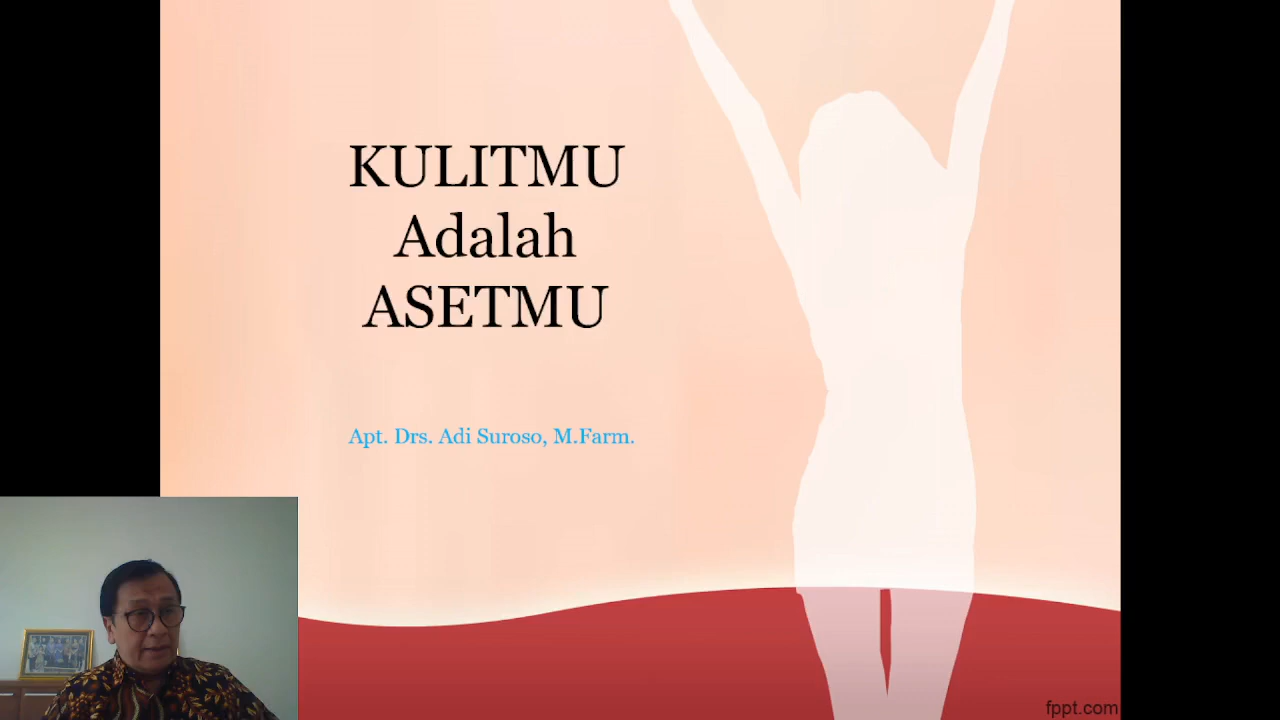 KULITMU
Adalah
ASETMU
Apt. Drs. Adi Suroso, M.Farm.
fppt.com